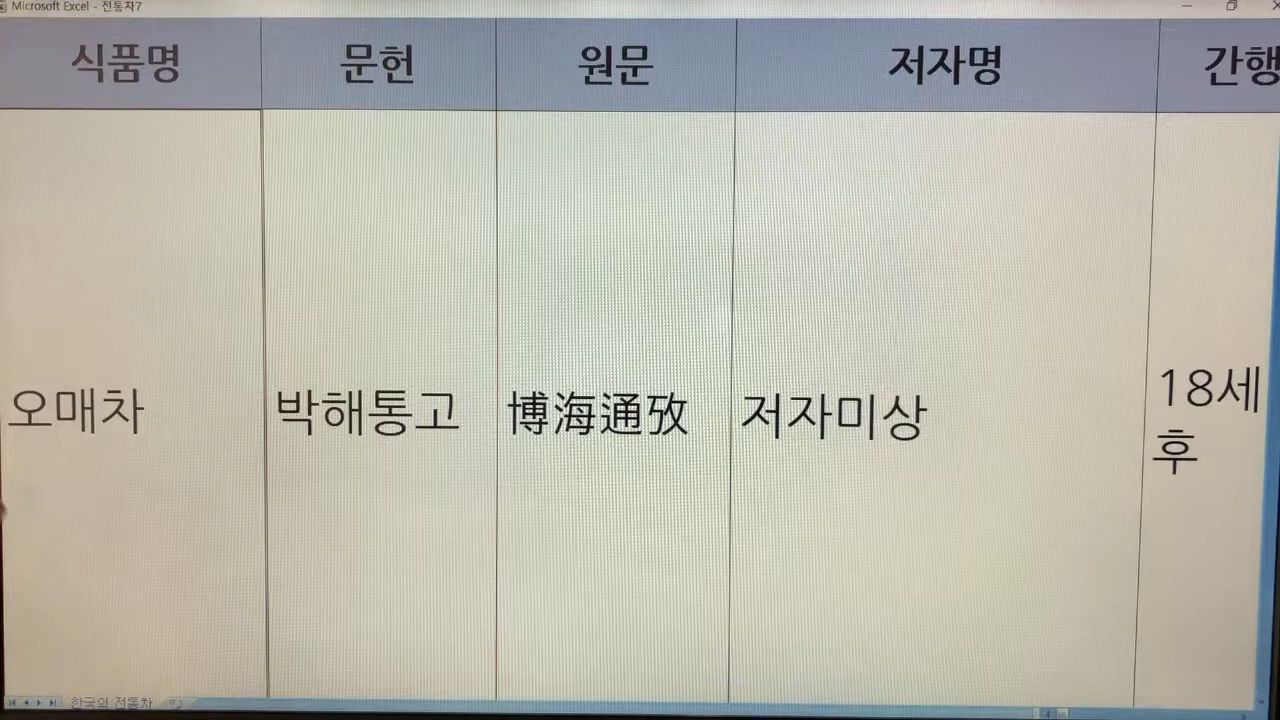 Microsoft Excel - 전통차7
식품명 문헌 원문 저자명 간행
오매차 박해통고 博海通攷 저자미상 18세
후
한국의 전통차